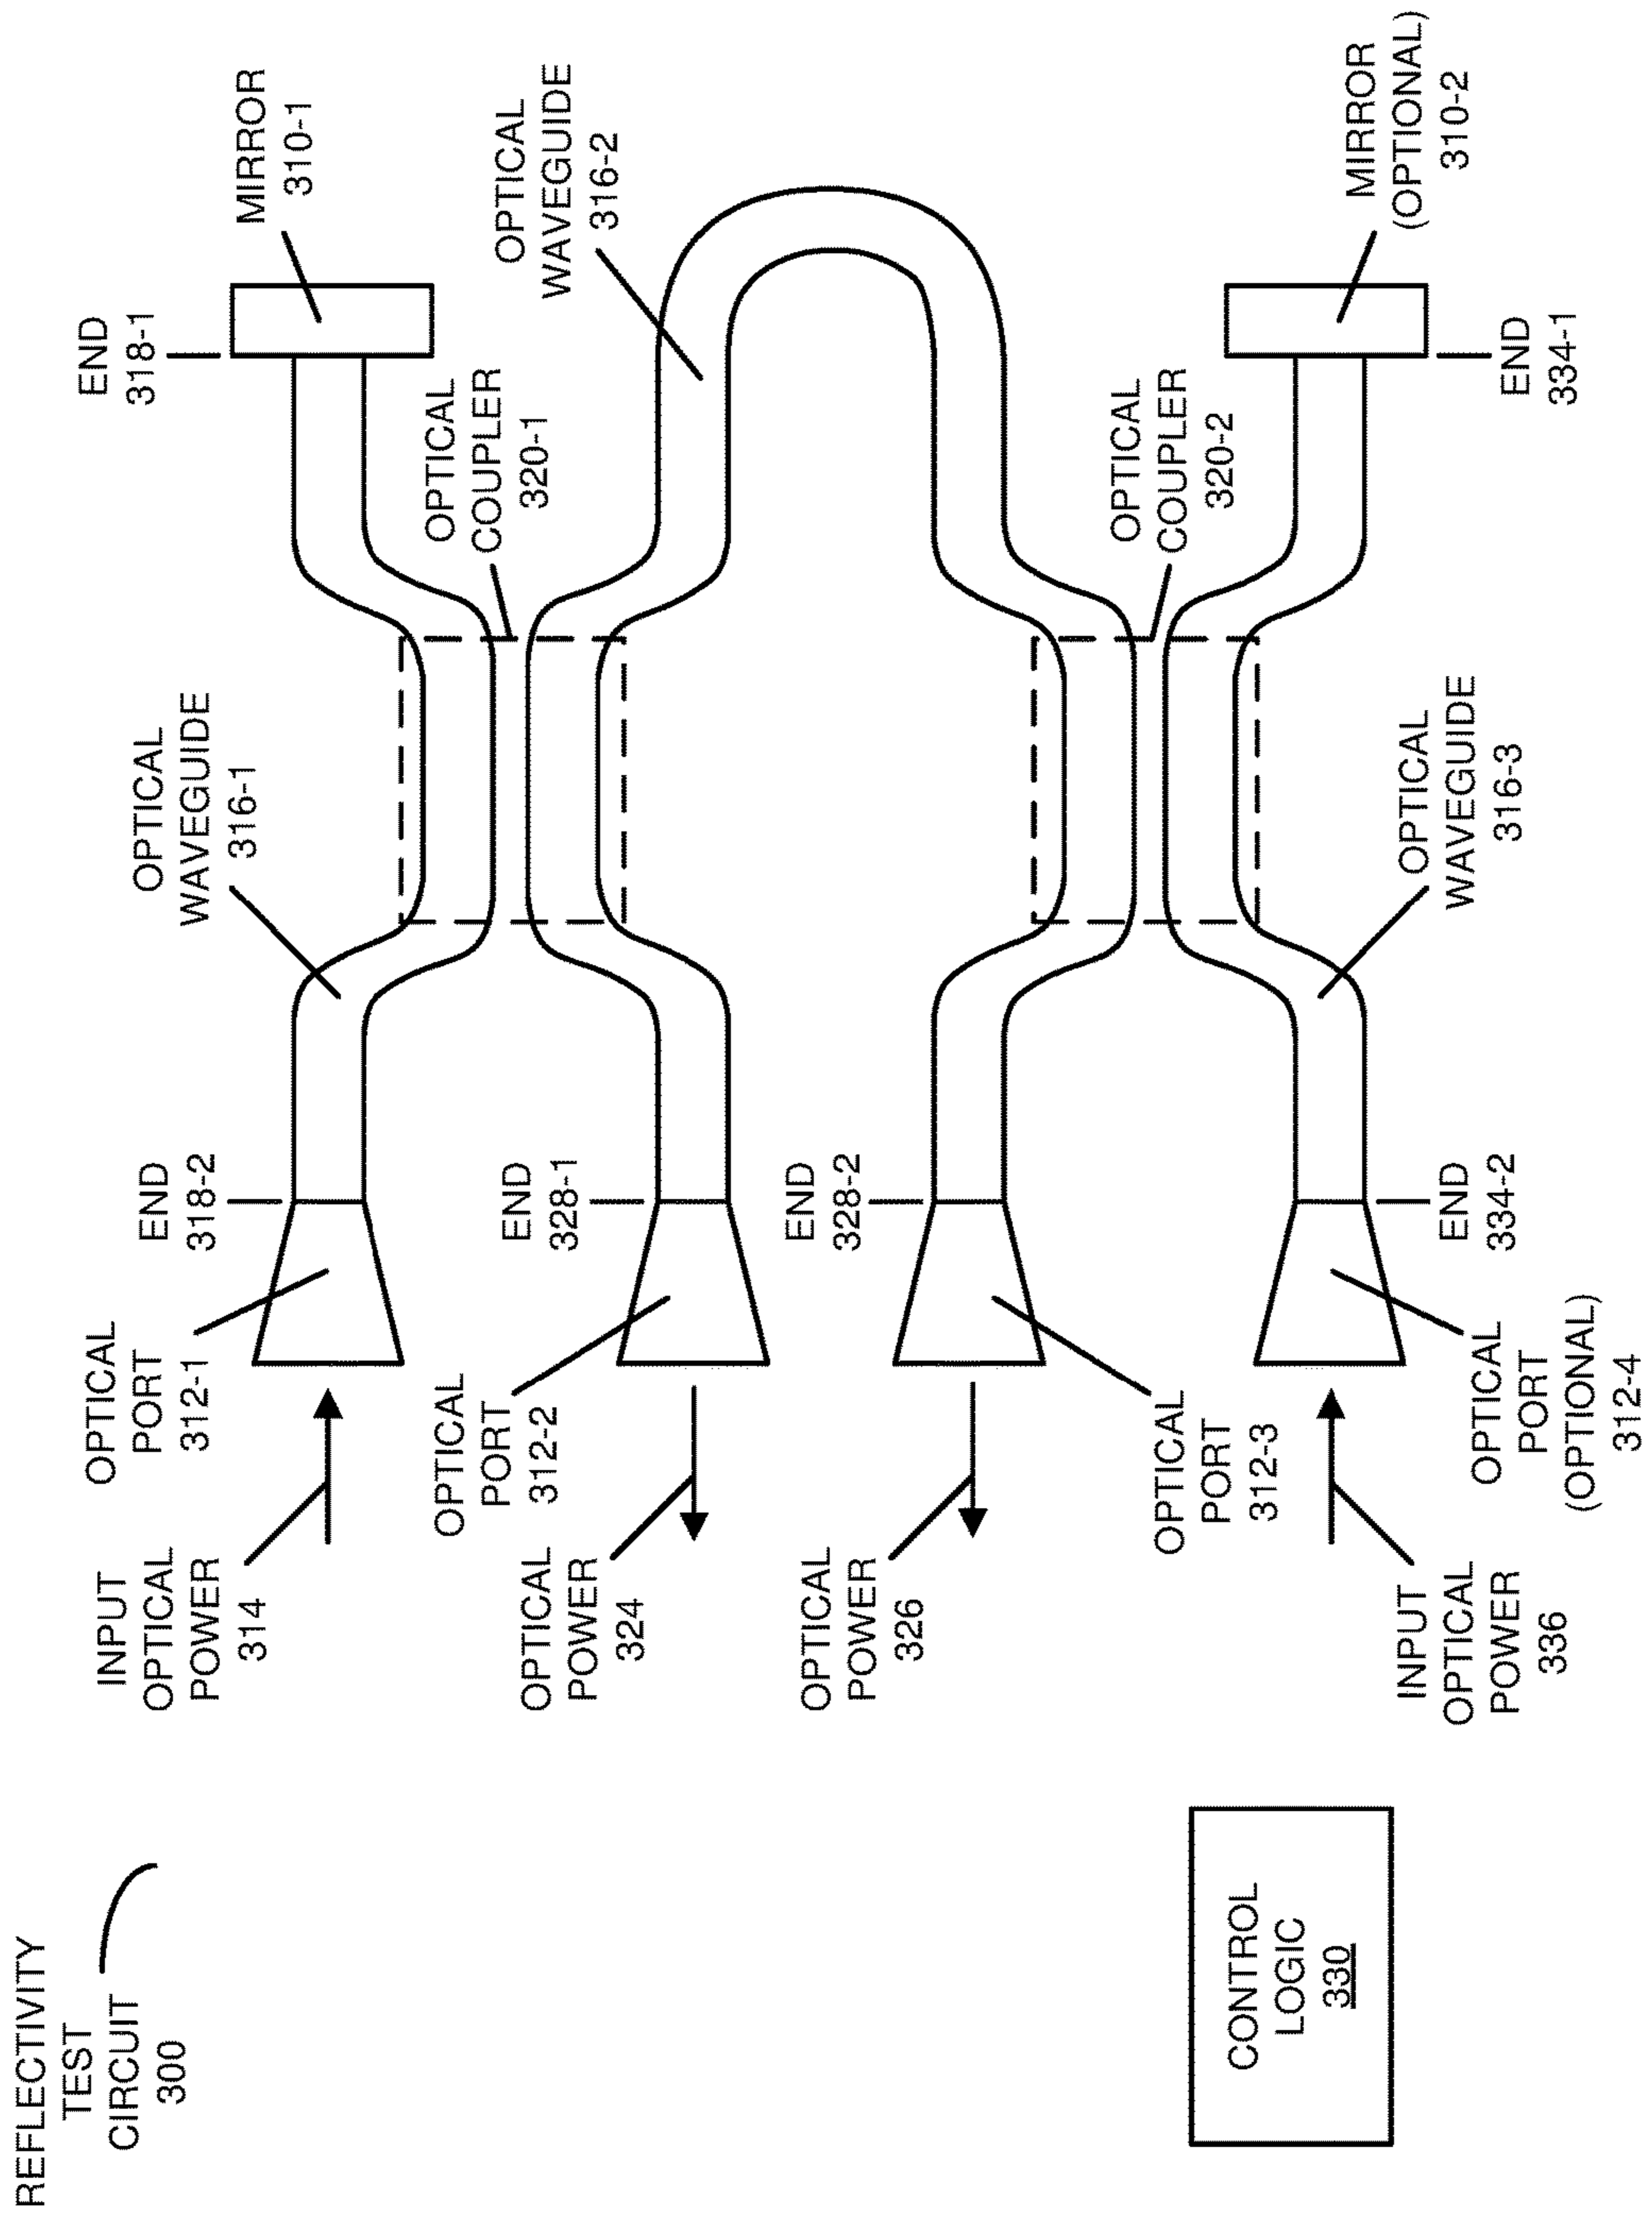 REFLECTIVITY
TEST
CIRCUIT
300
INPUT
OPTICAL
POWER
314
OPTICAL
PORT
312-1
END
318-2
OPTICAL
WAVEGUIDE
316-1
END
318-1
MIRROR
310-1
OPTICAL
COUPLER
320-1
OPTICAL
WAVEGUIDE
316-2
OPTICAL
POWER
324
OPTICAL
PORT
312-2
END
328-1
OPTICAL
POWER
326
OPTICAL
PORT
312-3
END
328-2
OPTICAL
COUPLER
320-2
CONTROL
LOGIC
330
INPUT
OPTICAL
POWER
336
OPTICAL
PORT
(OPTIONAL)
312-4
END
334-2
OPTICAL
WAVEGUIDE
316-3
END
334-1
MIRROR
(OPTIONAL)
310-2